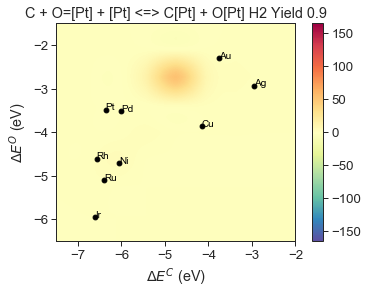 C + O=[Pt] + [Pt] <=> C[Pt] + O[Pt] H2 Yield 0.9
−2
−3
−4
−5
−6
ΔE^O (eV)
Au
Ag
Pt
Pd
Cu
Rh
Ni
Ru
Ir
−7
−6
−5
−4
−3
−2
ΔE^C (eV)
150
100
50
0
−50
−100
−150